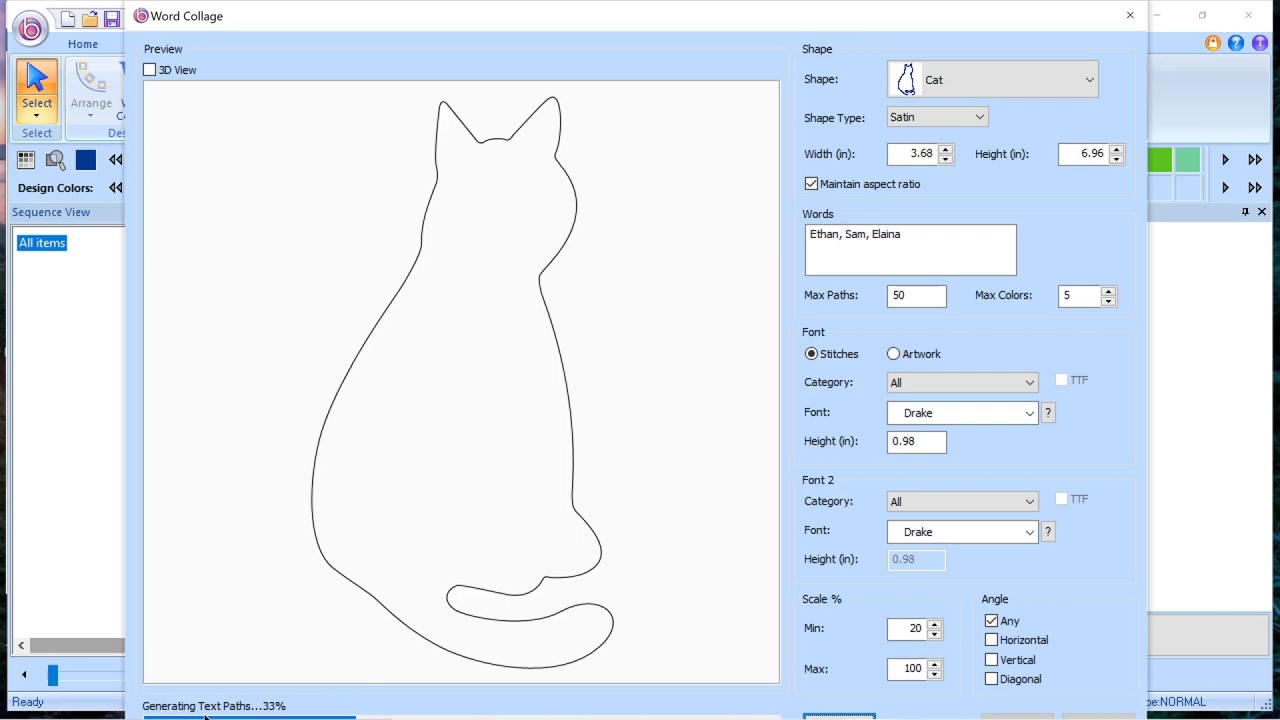 Word Collage
Home
Select
Arrange
Select
Design Colors:
Sequence View
All items
Ready
Preview
3D View
Generating Text Paths...33%
Shape
Shape:
Cat
Shape Type:
Satin
Width (in):
3.68
Height (in):
6.96
Maintain aspect ratio
Words
Ethan, Sam, Elaina
Max Paths:
50
Max Colors:
5
Font
Stitches
Artwork
Category:
All
TTF
Font:
Drake
?
Height (in):
0.98
Font 2
Category:
All
TTF
Font:
Drake
?
Height (in):
0.98
Scale %
Min:
20
Max:
100
Angle
Any
Horizontal
Vertical
Diagonal
pe:NORMAL